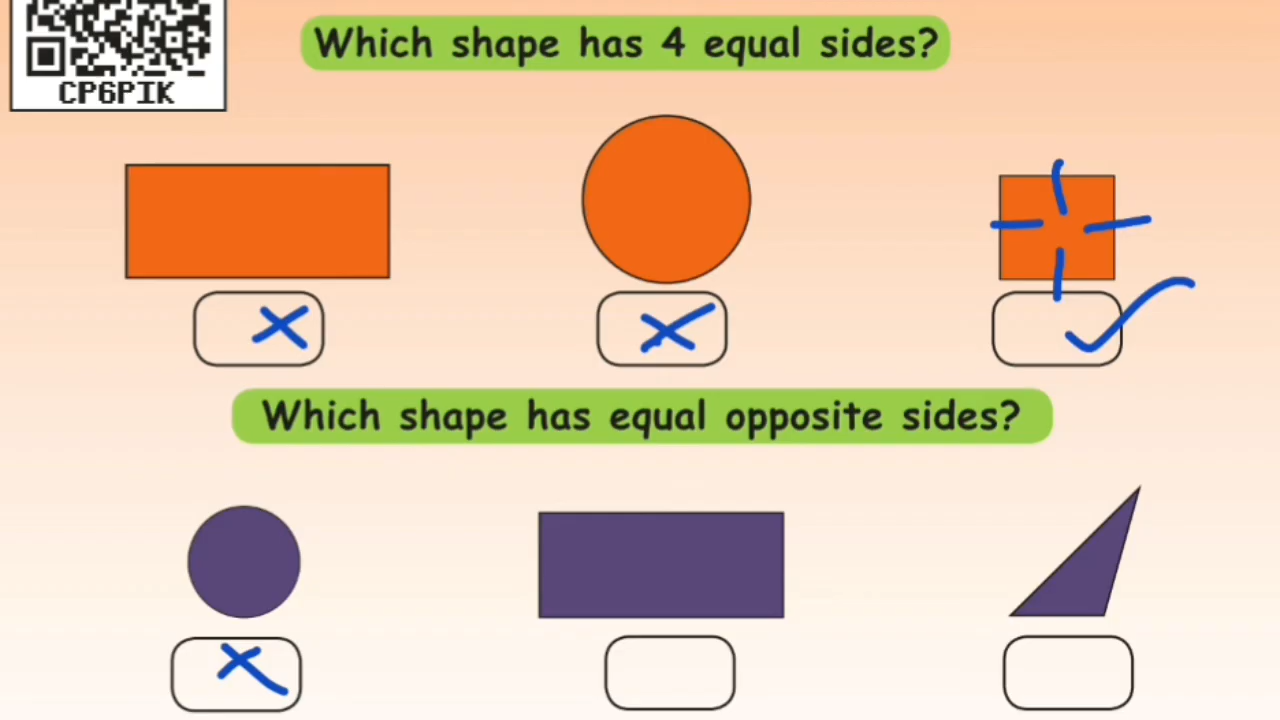 CP6PIK
Which shape has 4 equal sides?
Which shape has equal opposite sides?